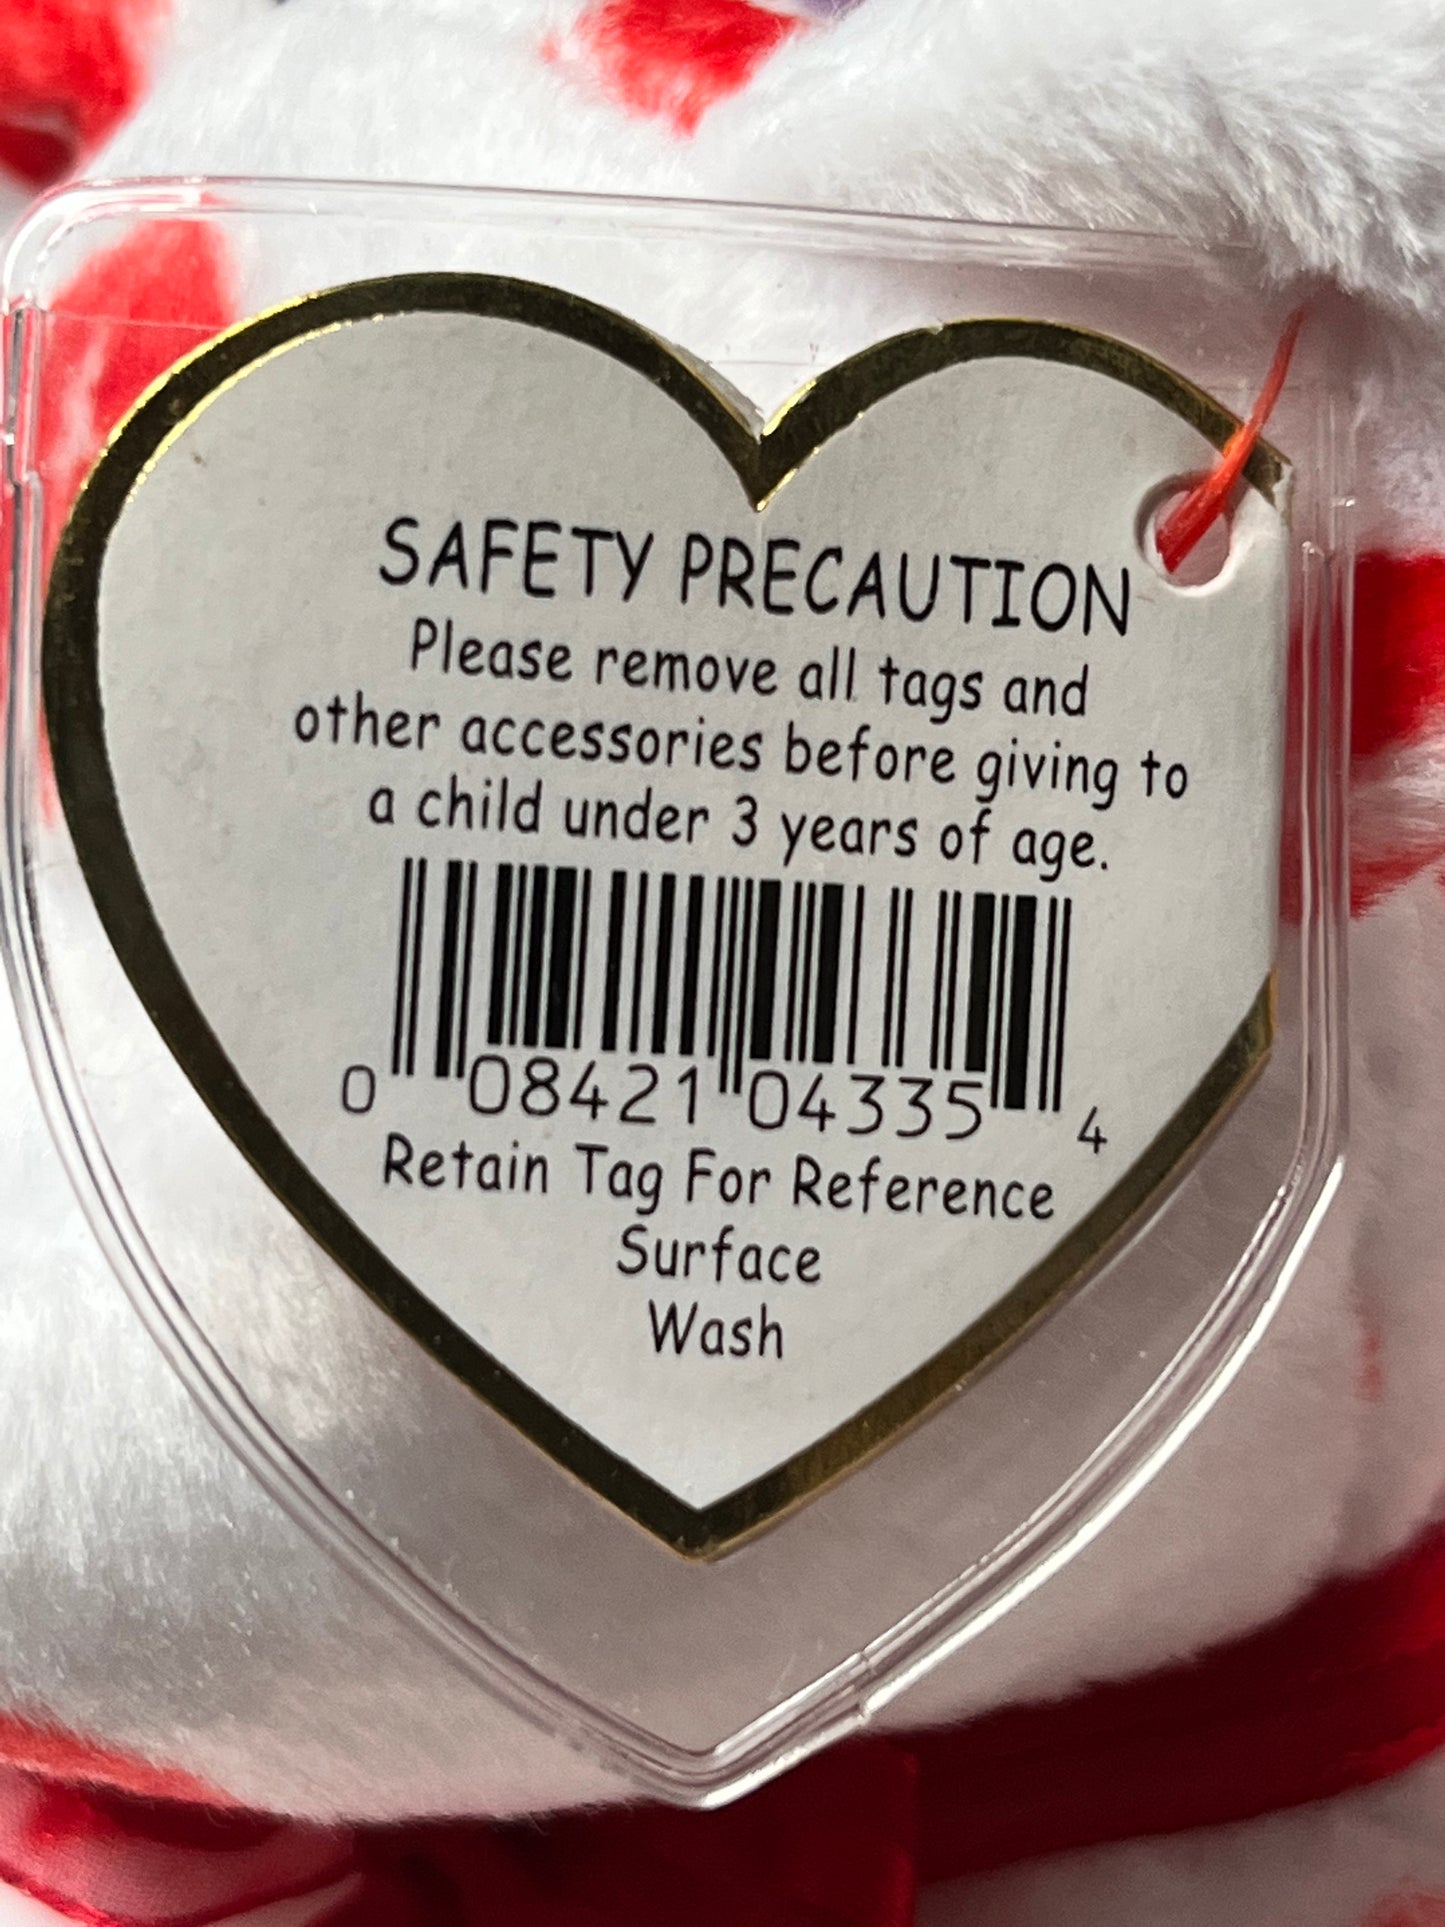 SAFETY PRECAUTION
Please remove all tags and
other accessories before giving to
a child under 3 years of age.
0 08421 04335 4
Retain Tag For Reference
Surface
Wash